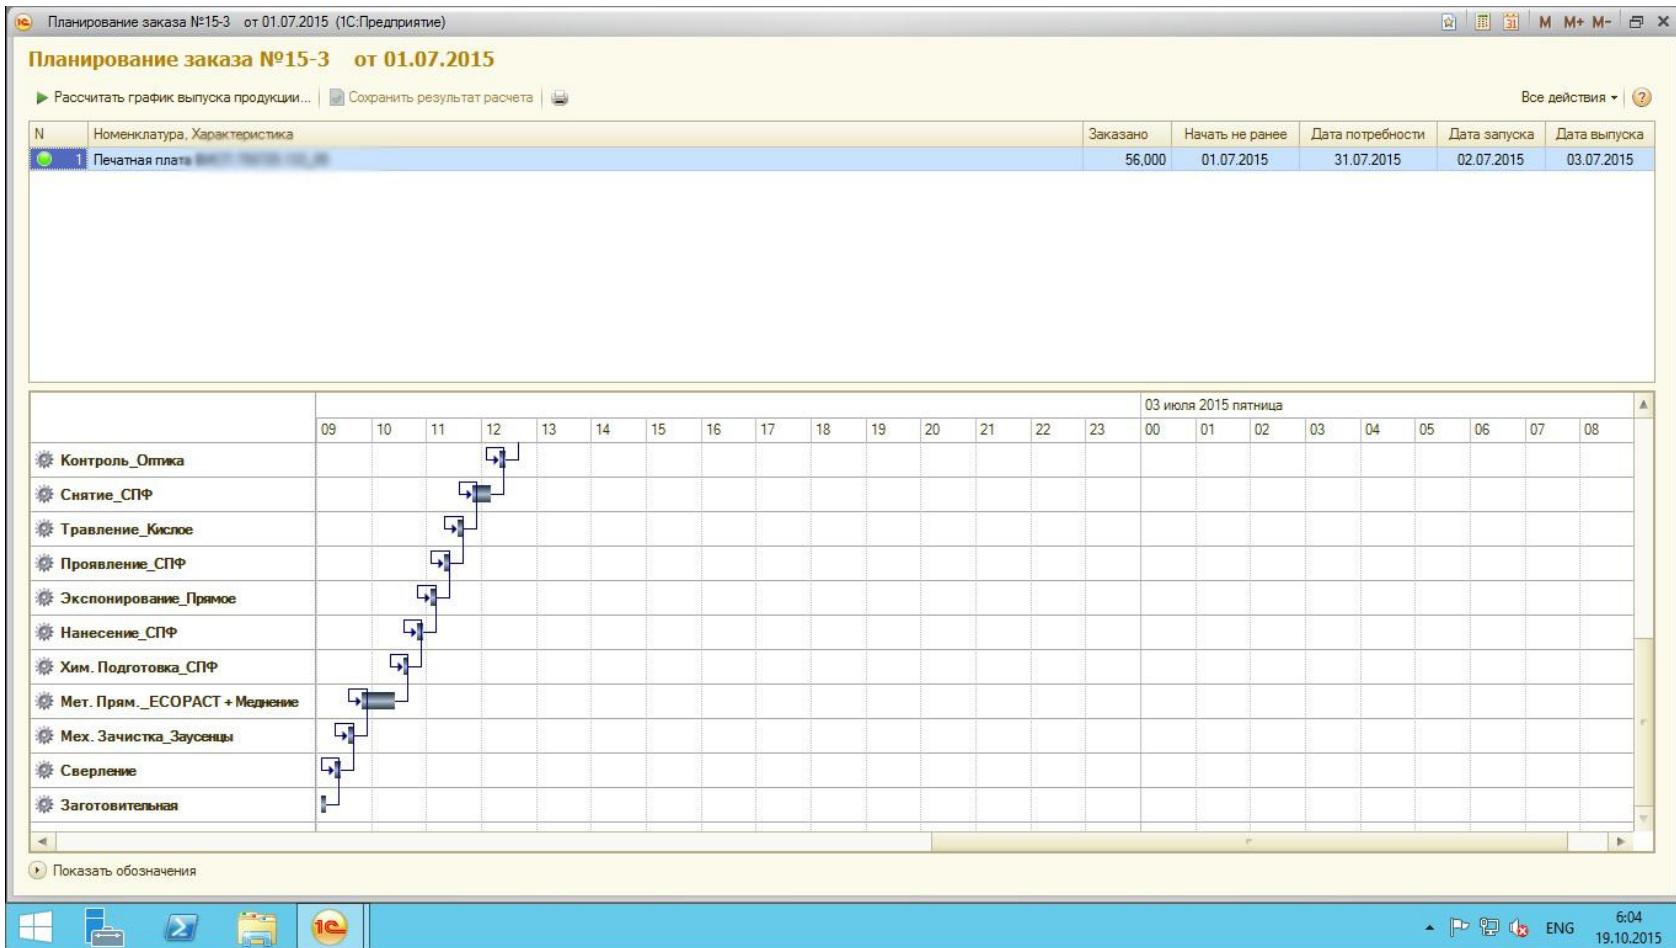 Планирование заказа №15-3 от 01.07.2015 (1С:Предприятие)
M M+ M-
Планирование заказа №15-3 от 01.07.2015
Рассчитать график выпуска продукции... Сохранить результат расчета
Все действия
N Номенклатура, Характеристика Заказано Начать не ранее Дата потребности Дата запуска Дата выпуска
1 Печатная плата 56,000 01.07.2015 31.07.2015 02.07.2015 03.07.2015
03 июля 2015 пятница
09 10 11 12 13 14 15 16 17 18 19 20 21 22 23 00 01 02 03 04 05 06 07 08
Контроль_Оптика
Снятие_СПФ
Травление_Кислое
Проявление_СПФ
Экспонирование_Прямое
Нанесение_СПФ
Хим. Подготовка_СПФ
Мет. Прям._ECOPACT + Меднение
Мех. Зачистка_Заусенцы
Сверление
Заготовительная
Показать обозначения
ENG
6:04
19.10.2015